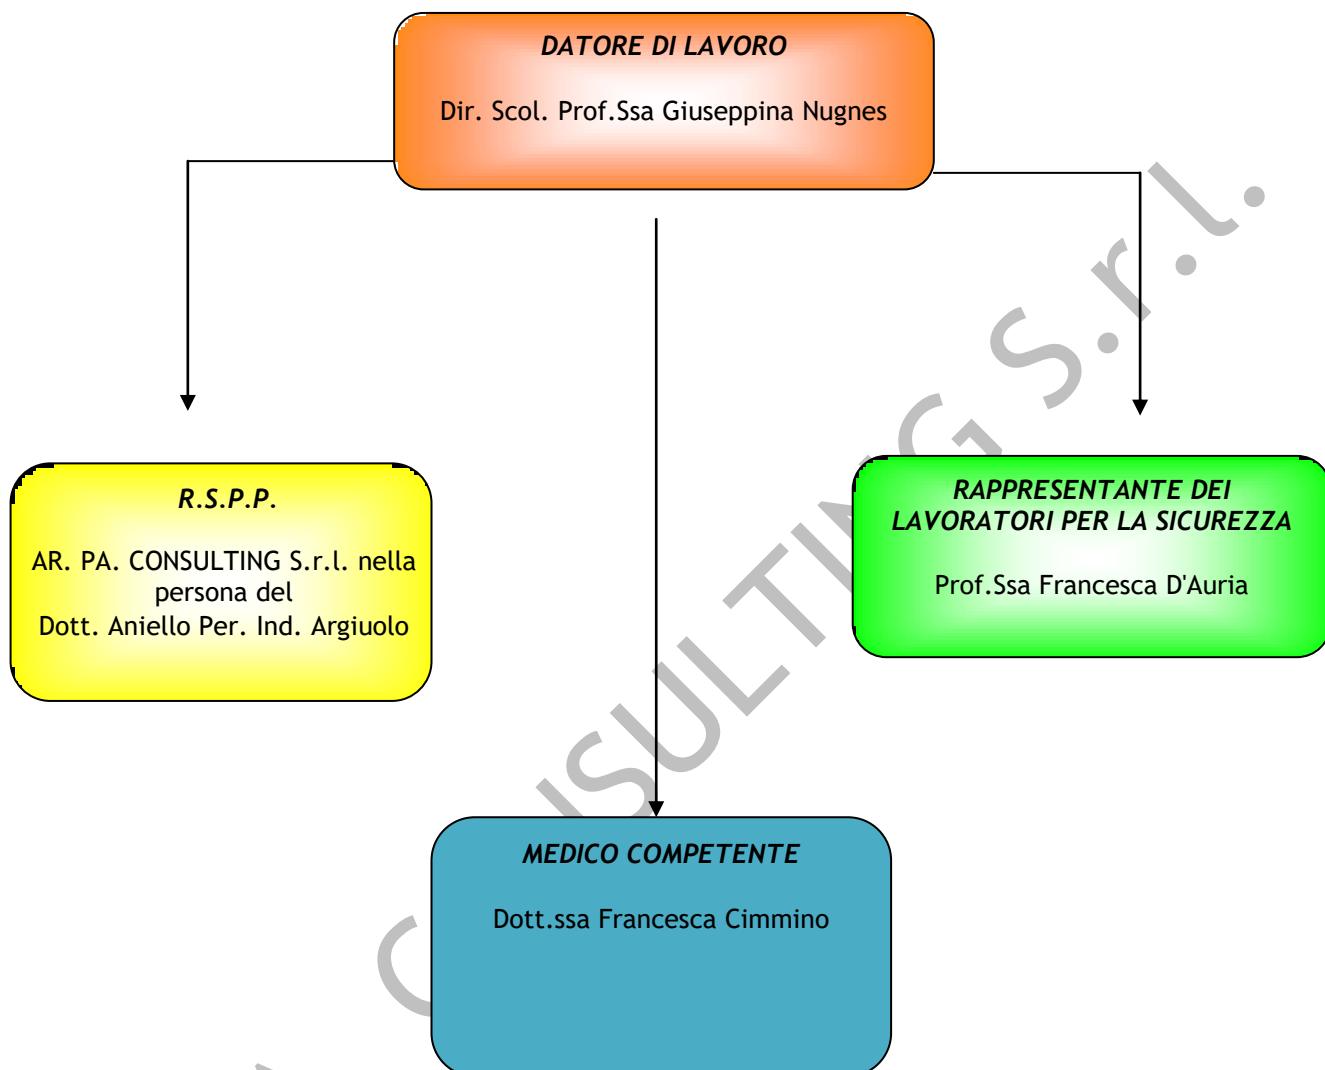 DATORE DI LAVORO
Dir. Scol. Prof.Ssa Giuseppina Nugnes
R.S.P.P.
AR. PA. CONSULTING S.r.l. nella
persona del
Dott. Aniello Per. Ind. Argiuolo
RAPPRESENTANTE DEI
LAVORATORI PER LA SICUREZZA
Prof.Ssa Francesca D'Auria
MEDICO COMPETENTE
Dott.ssa Francesca Cimmino
CONSULTING S.r.l.